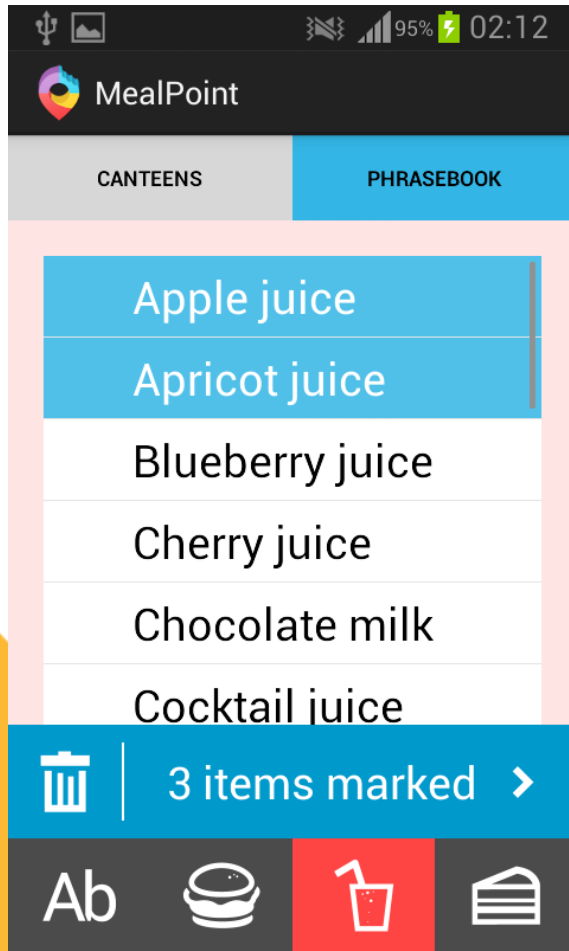 95% 02:12
MealPoint
CANTEENS PHRASEBOOK
Apple juice
Apricot juice
Blueberry juice
Cherry juice
Chocolate milk
Cocktail juice
3 items marked
Ab